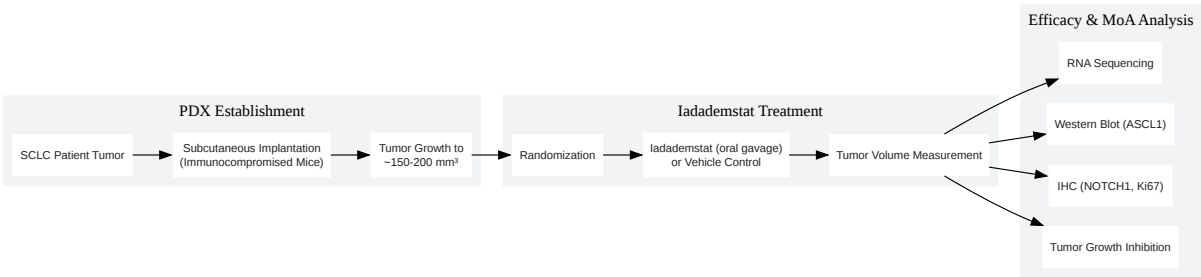 PDX Establishment
SCLC Patient Tumor
Subcutaneous Implantation
(Immunocompromised Mice)
Tumor Growth to
~150-200 mm³
Iadademstat Treatment
Randomization
Iadademstat (oral gavage)
or Vehicle Control
Tumor Volume Measurement
Efficacy & MoA Analysis
RNA Sequencing
Western Blot (ASCL1)
IHC (NOTCH1, Ki67)
Tumor Growth Inhibition